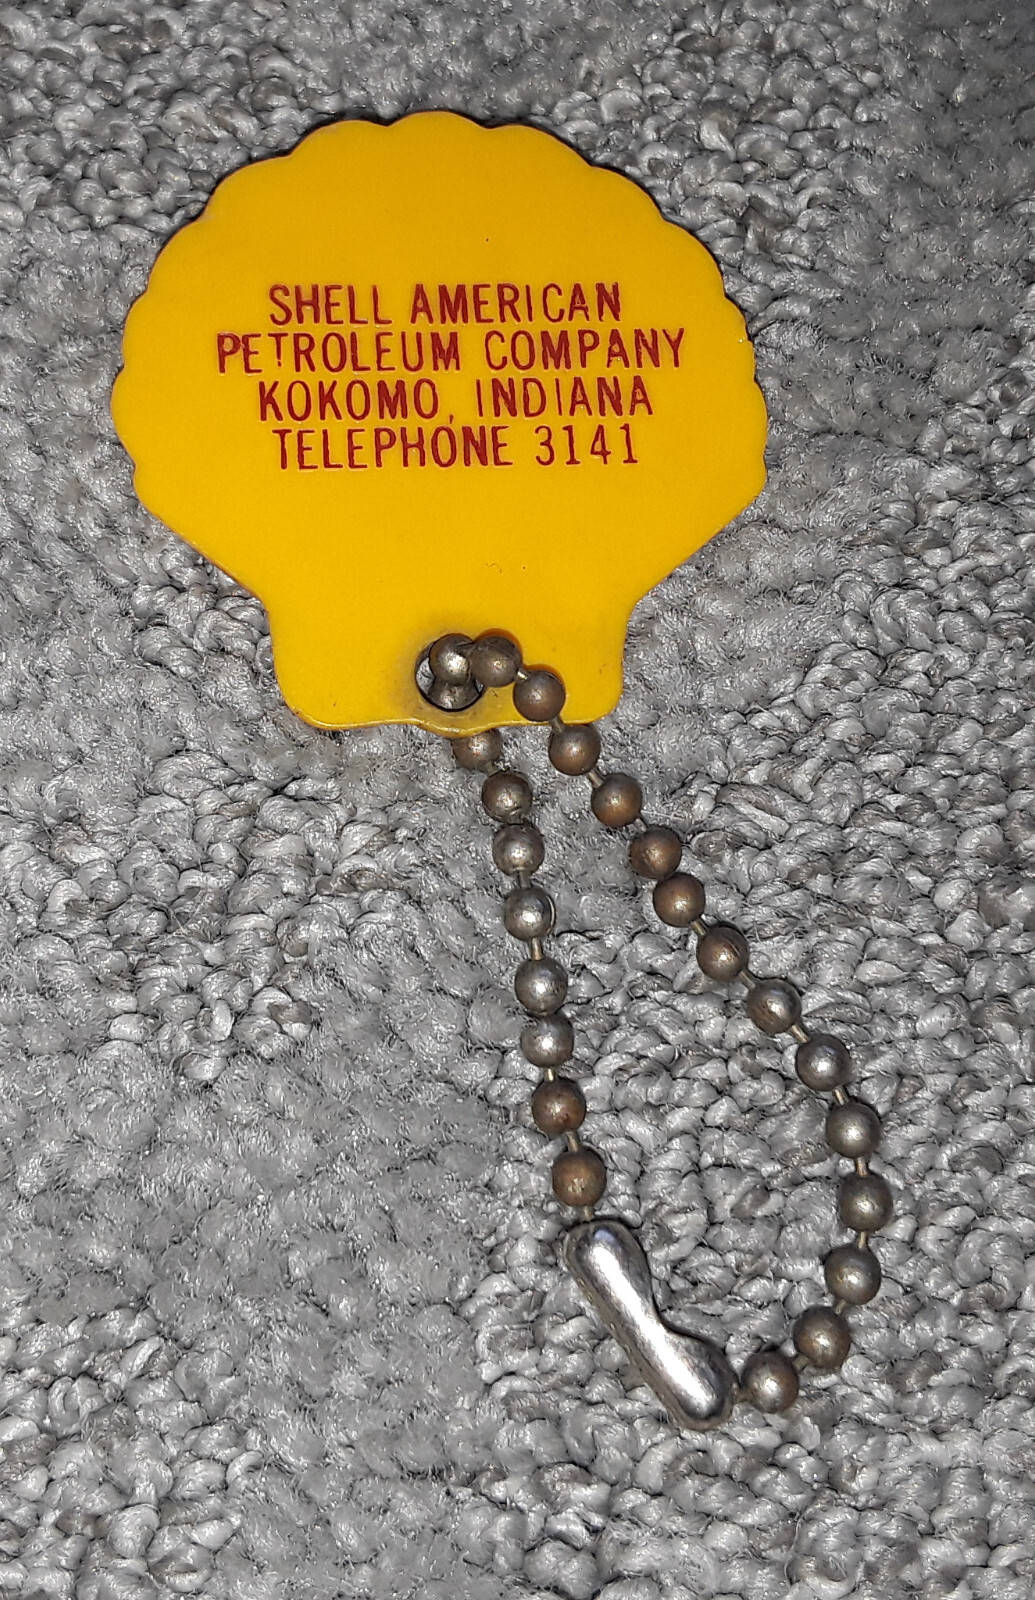 SHELL AMERICAN
PETROLEUM COMPANY
KOKOMO, INDIANA
TELEPHONE 3141